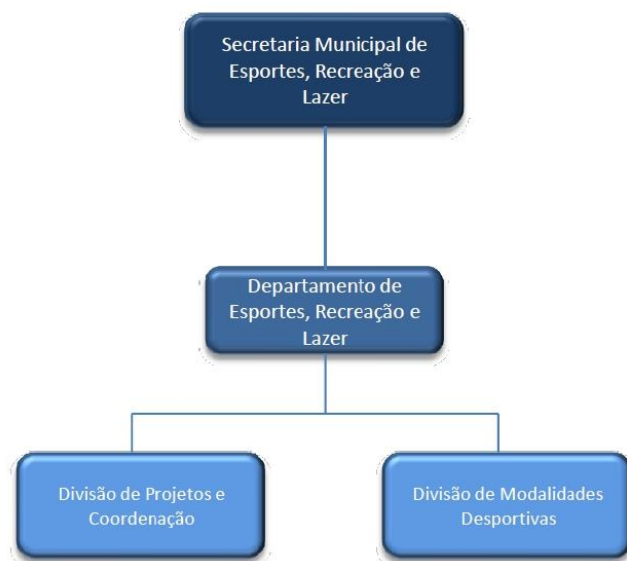 Secretaria Municipal de
Esportes, Recreação e
Lazer
Departamento de
Esportes, Recreação e
Lazer
Divisão de Projetos e
Coordenação
Divisão de Modalidades
Desportivas